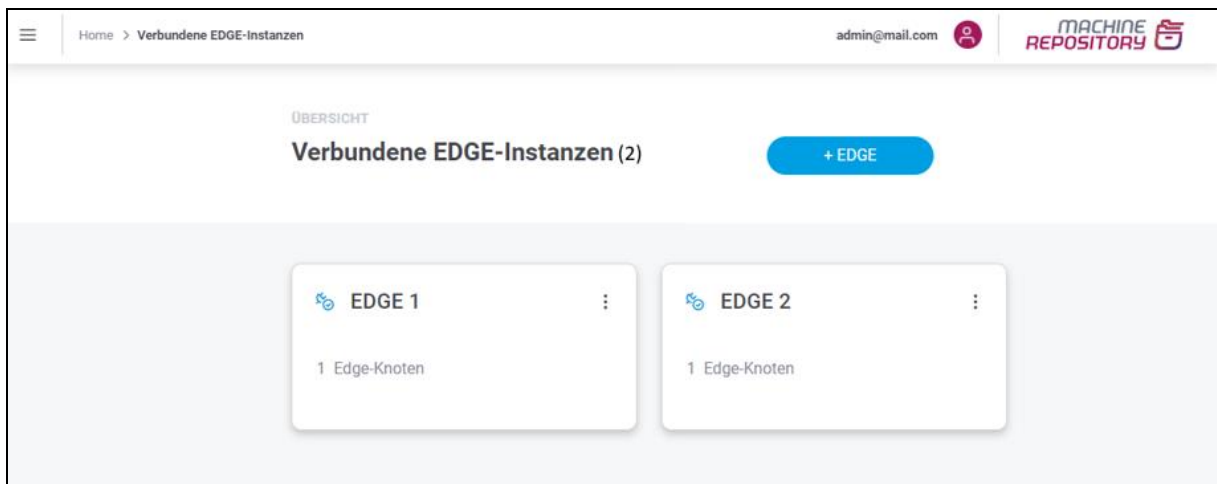 Home > Verbundene EDGE-Instanzen
admin@mail.com
MACHINE
REPOSITORY
ÜBERSICHT
Verbundene EDGE-Instanzen (2)
+ EDGE
EDGE 1
EDGE 2
1 Edge-Knoten
1 Edge-Knoten